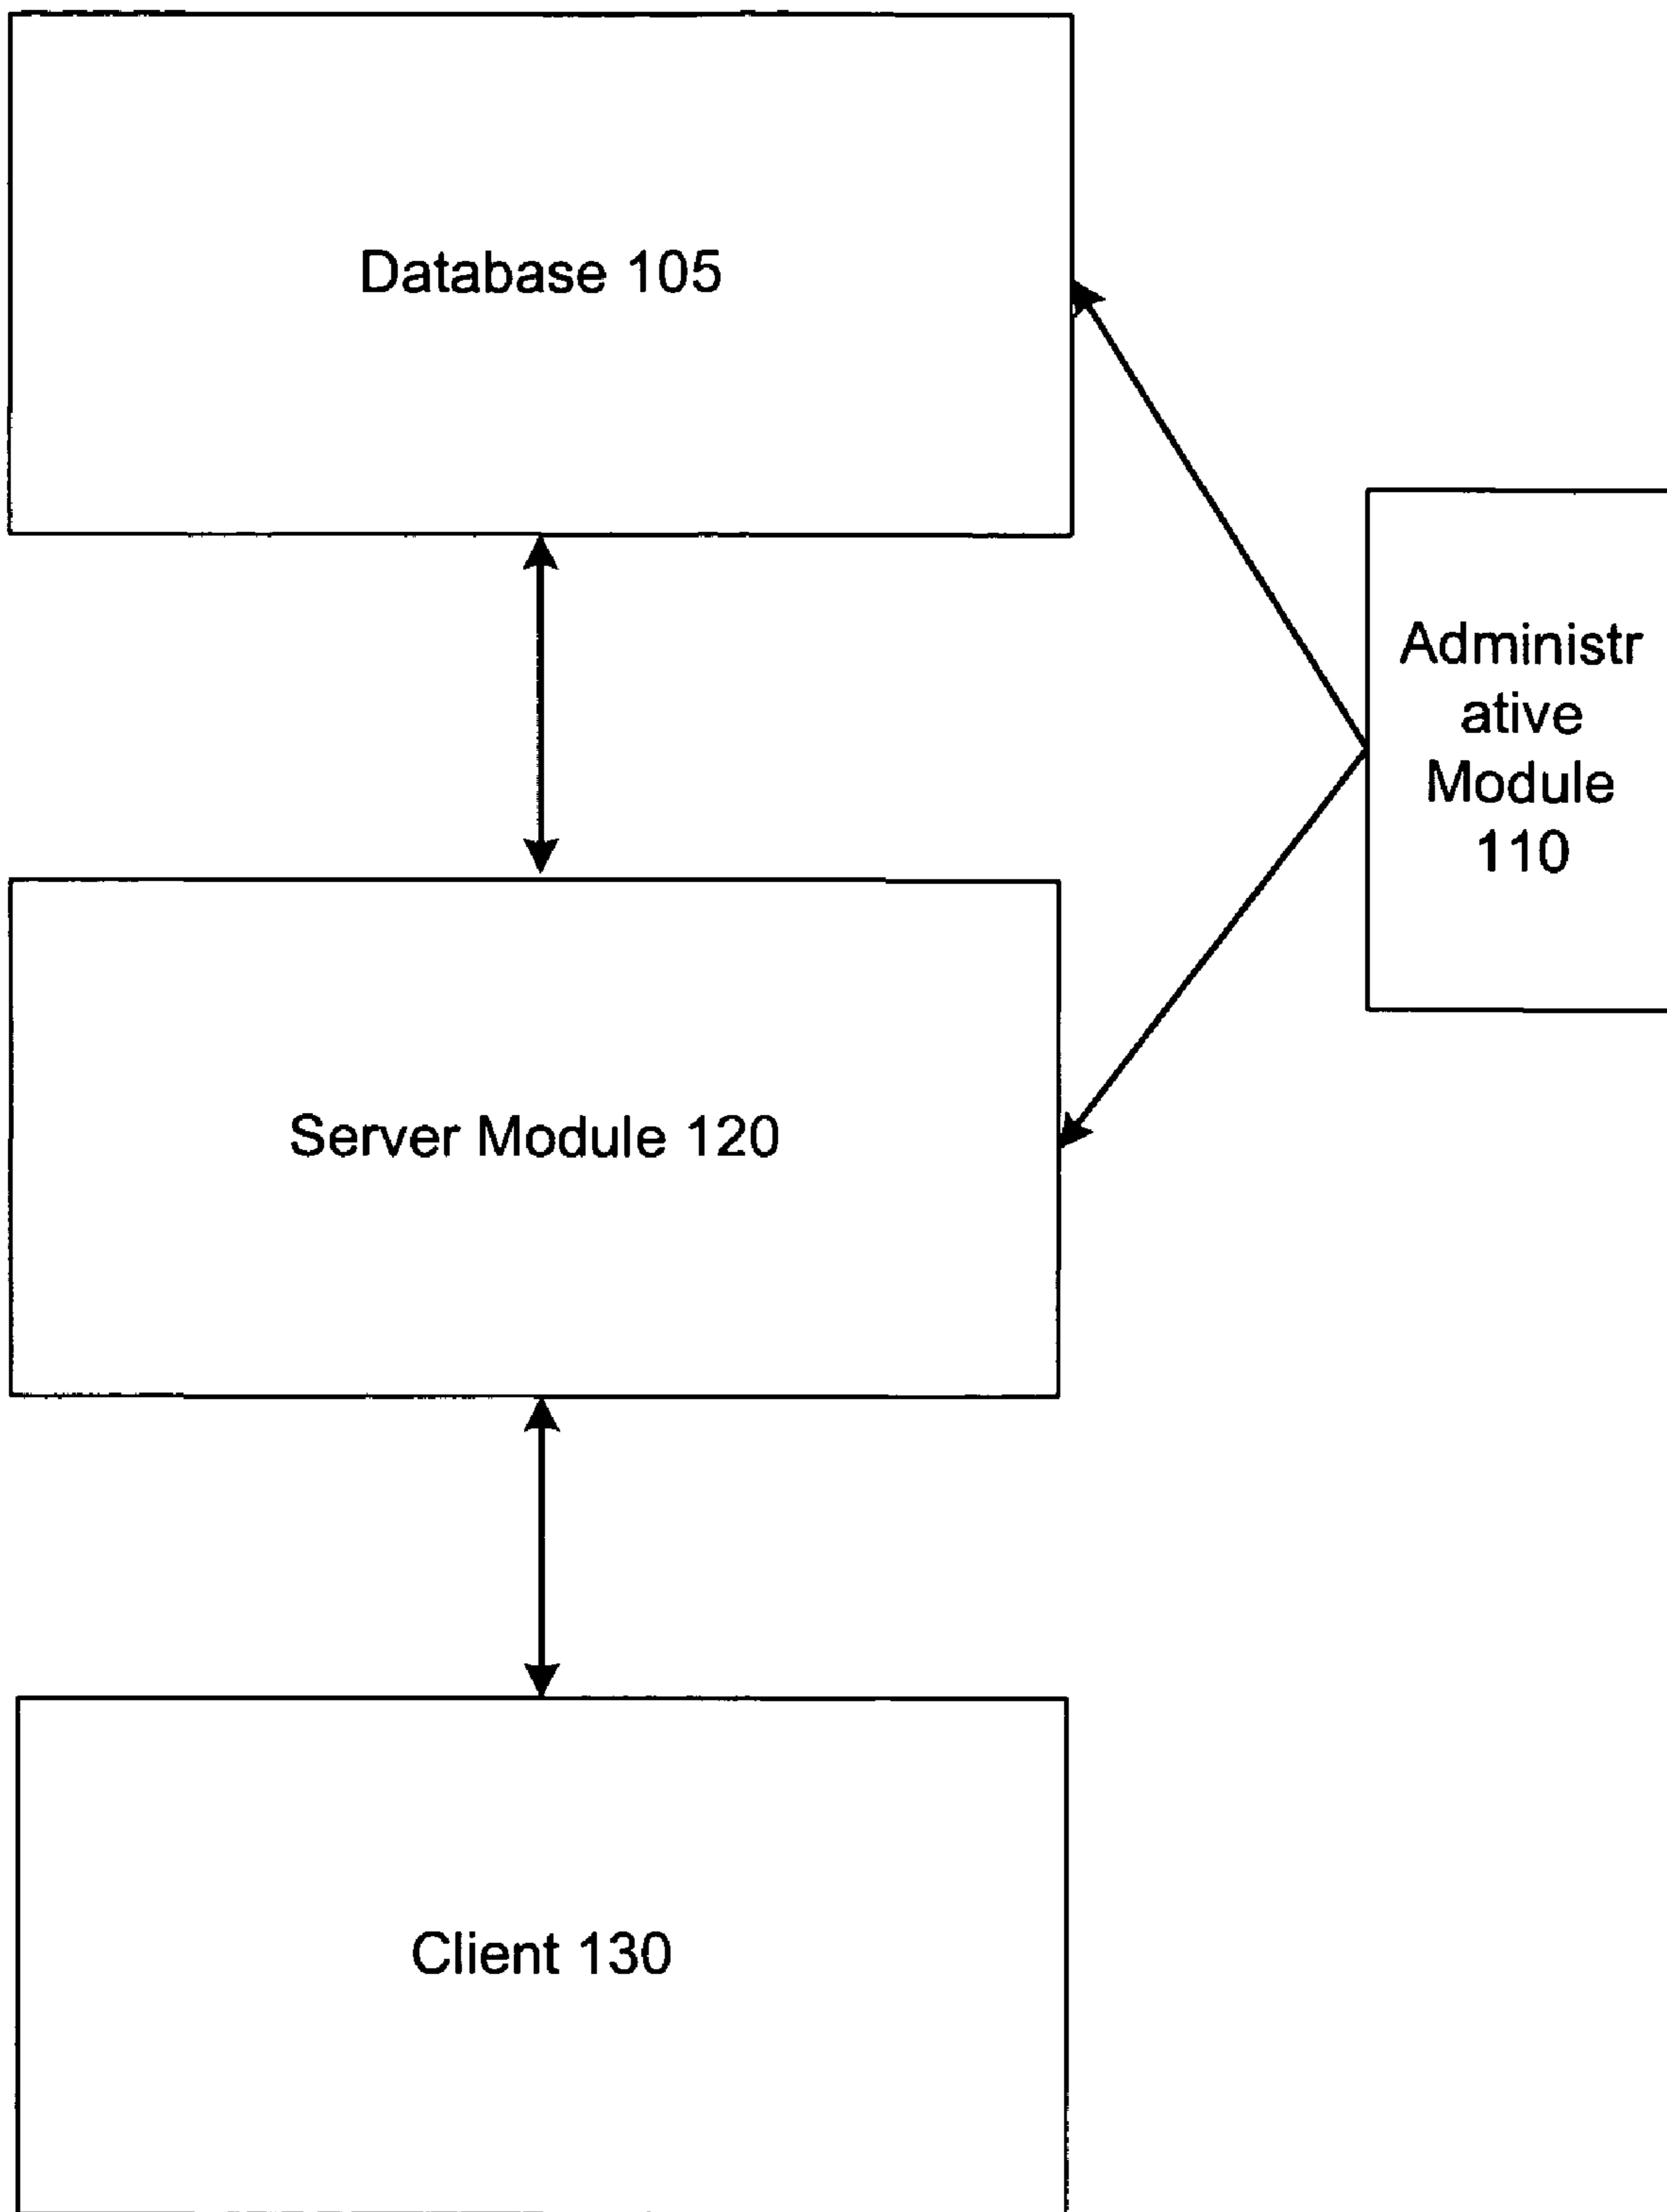 Database 105
Administr
ative
Module
110
Server Module 120
Client 130